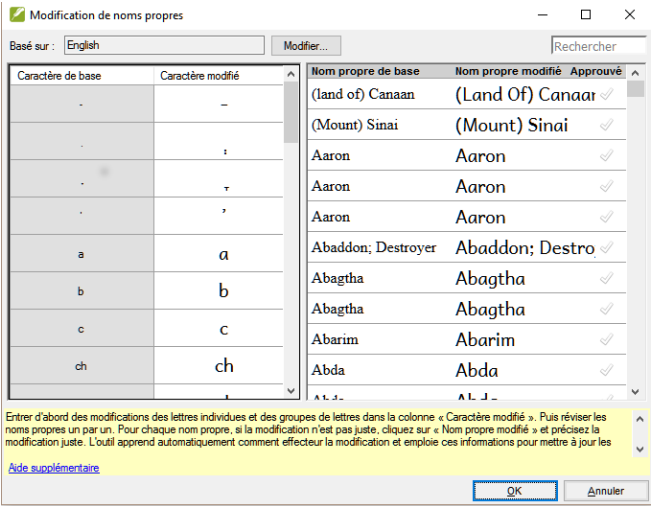 Modification de noms propres
Basé sur : English Modifier... Rechercher
Caractère de base Caractère modifié
a a
b b
c c
ch ch
Nom propre de base Nom propre modifié Approuvé
(land of) Canaan (Land Of) Canaar
(Mount) Sinai (Mount) Sinai
Aaron Aaron
Aaron Aaron
Aaron Aaron
Abaddon; Destroyer Abaddon; Destro
Abagtha Abagtha
Abagtha Abagtha
Abarim Abarim
Abda Abda
Entrer d'abord des modifications des lettres individues et des groupes de lettres dans la colonne « Caractère modifié ». Puis réviser les
noms propres un par un. Pour chaque nom propre, si la modification n'est pas juste, cliquez sur « Nom propre modifié » et précisez la
modification juste. L'outil apprend automatiquement comment effecteur la modification et emploie ces informations pour mettre à jour les
Aide supplémentaire
OK Annuler